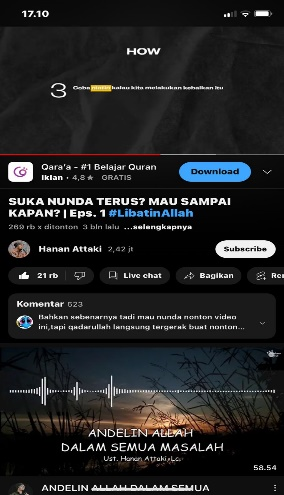 17.10
HOW
3 Coba mulai kalau kita melakukan kebaikan itu
Qara'a - #1 Belajar Quran
Iklan • 4,8★ GRATIS
Download
SUKA NUNDA TERUS? MAU SAMPAI
KAPAN? | Eps. 1 #LibatinAllah
269 rb x ditonton 3 bln lalu ...selengkapnya
Hanan Attaki 2,42 jt
Subscribe
21 rb
Live chat
Bagikan
Komentar 523
Bahkan sebenarnya tadi mau nunda nonton video
ini,tapi qadarullah langsung tergerak buat nonton...
ANDELIN ALLAH
DALAM SEMUA MASALAH
Ust. Hanan Attaki,Lc.
58.54
ANDELIN ALLAH DALAM SEMUA